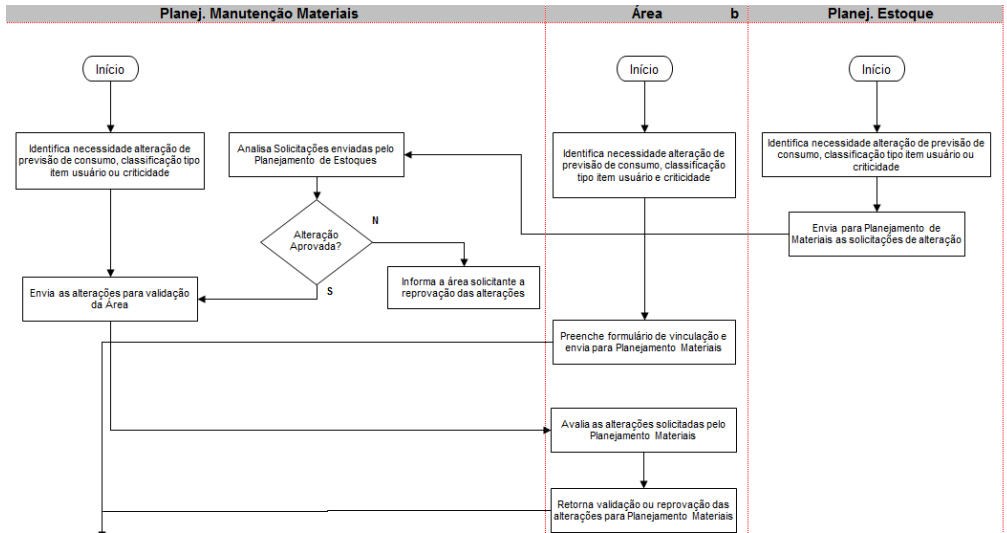 Planej. Manutenção Materiais
Área
b
Planej. Estoque
Início
Início
Início
Identifica necessidade alteração de
previsão de consumo, classificação tipo
item usuário ou criticidade
Analisa Solicitações enviadas pelo
Planejamento de Estoques
Identifica necessidade alteração de
previsão de consumo, classificação
tipo item usuário e criticidade
Identifica necessidade alteração de previsão
de consumo, classificação tipo item usuário ou
criticidade
N
Alteração
Aprovada?
S
Envia para Planejamento de
Materiais as solicitações de alteração
Informa a área solicitante a
reprovação das alterações
Envia as alterações para validação
da Área
Preenche formulário de vinculação e
envia para Planejamento Materiais
Avalia as alterações solicitadas pelo
Planejamento Materiais
Retorna validação ou reprovação das
alterações para Planejamento Materiais